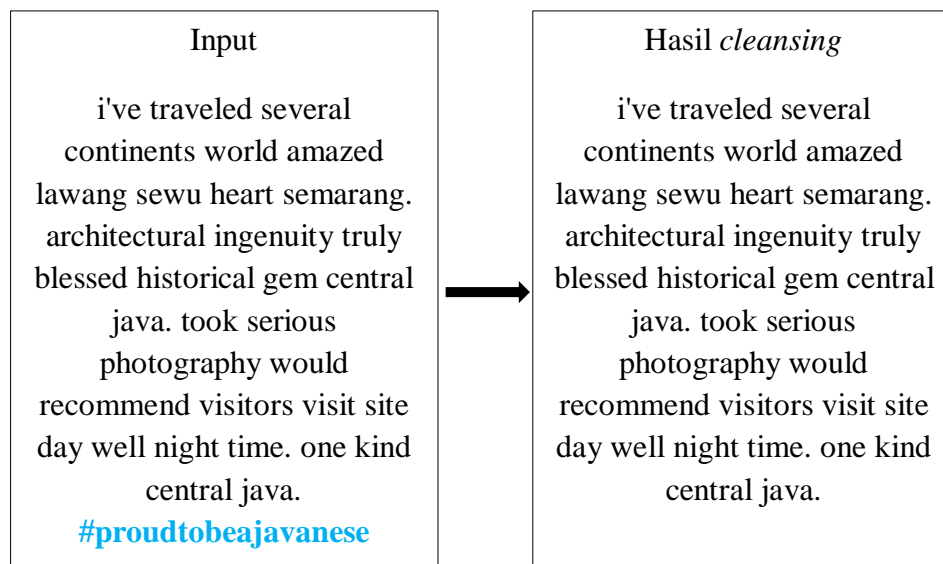 Input
i've traveled several
continents world amazed
lawang sewu heart semarang.
architectural ingenuity truly
blessed historical gem central
java. took serious
photography would
recommend visitors visit site
day well night time. one kind
central java.
#proudtobeajavanese
Hasil cleansing
i've traveled several
continents world amazed
lawang sewu heart semarang.
architectural ingenuity truly
blessed historical gem central
java. took serious
photography would
recommend visitors visit site
day well night time. one kind
central java.